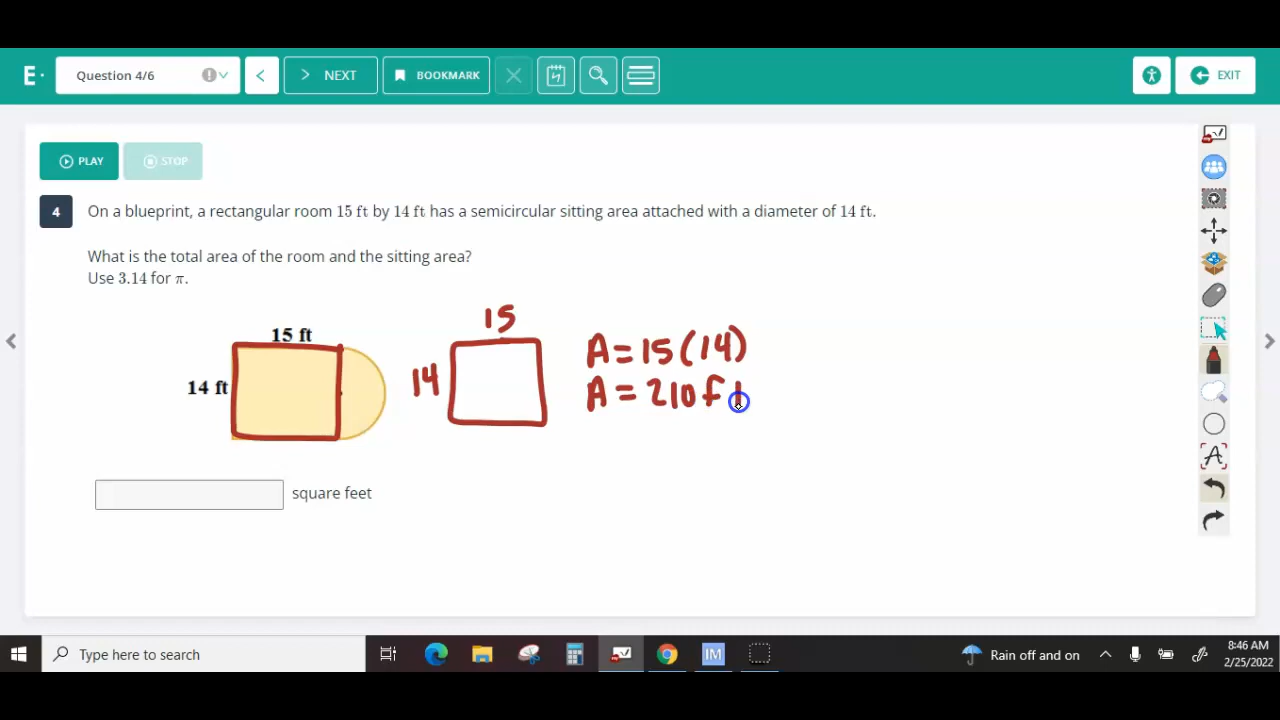 E·
Question 4/6
NEXT
BOOKMARK
EXIT
PLAY
STOP
4
On a blueprint, a rectangular room 15 ft by 14 ft has a semicircular sitting area attached with a diameter of 14 ft.
What is the total area of the room and the sitting area?
Use 3.14 for π.
15 ft
14 ft
15
14
A = 15 (14)
A = 210 f
square feet
A
Type here to search
IM
Rain off and on
8:46 AM
2/25/2022